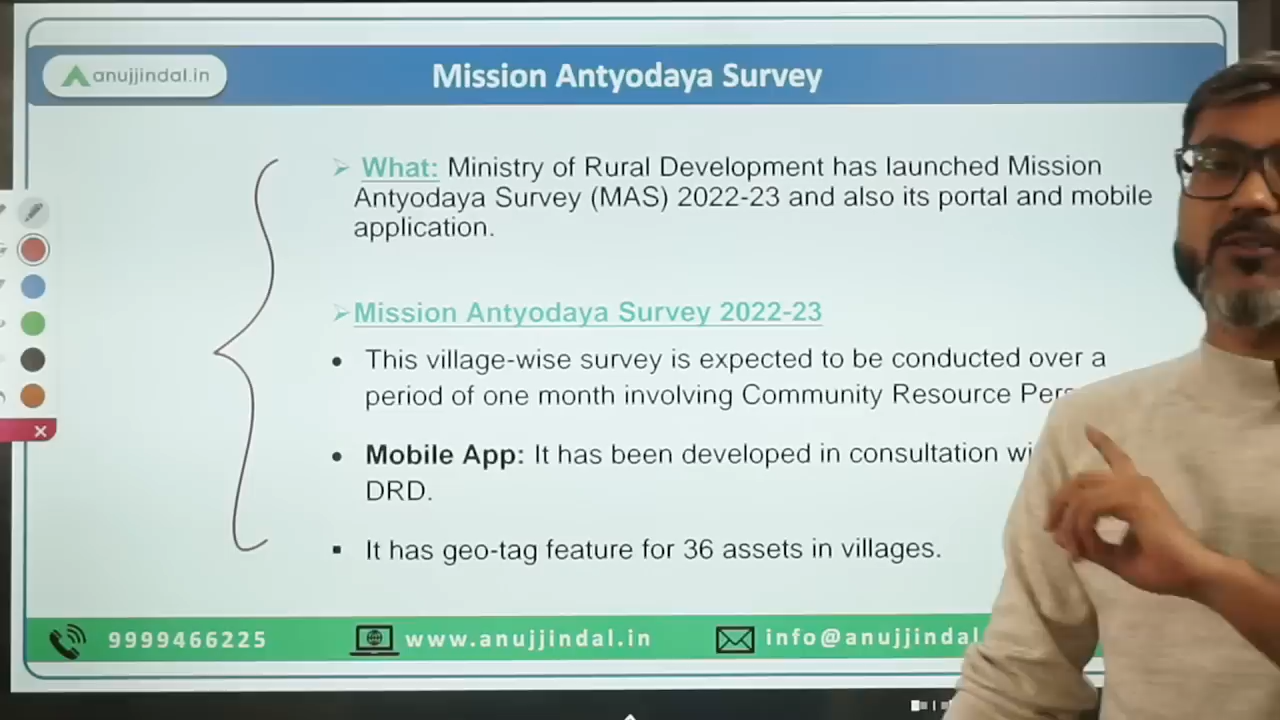 anujjindal.in
Mission Antyodaya Survey
What: Ministry of Rural Development has launched Mission
Antyodaya Survey (MAS) 2022-23 and also its portal and mobile
application.
Mission Antyodaya Survey 2022-23
This village-wise survey is expected to be conducted over a
period of one month involving Community Resource
Mobile App: It has been developed in consultation
DRD.
It has geo-tag feature for 36 assets in villages.
9999466225
www.anujjindal.in
info@anujjindal